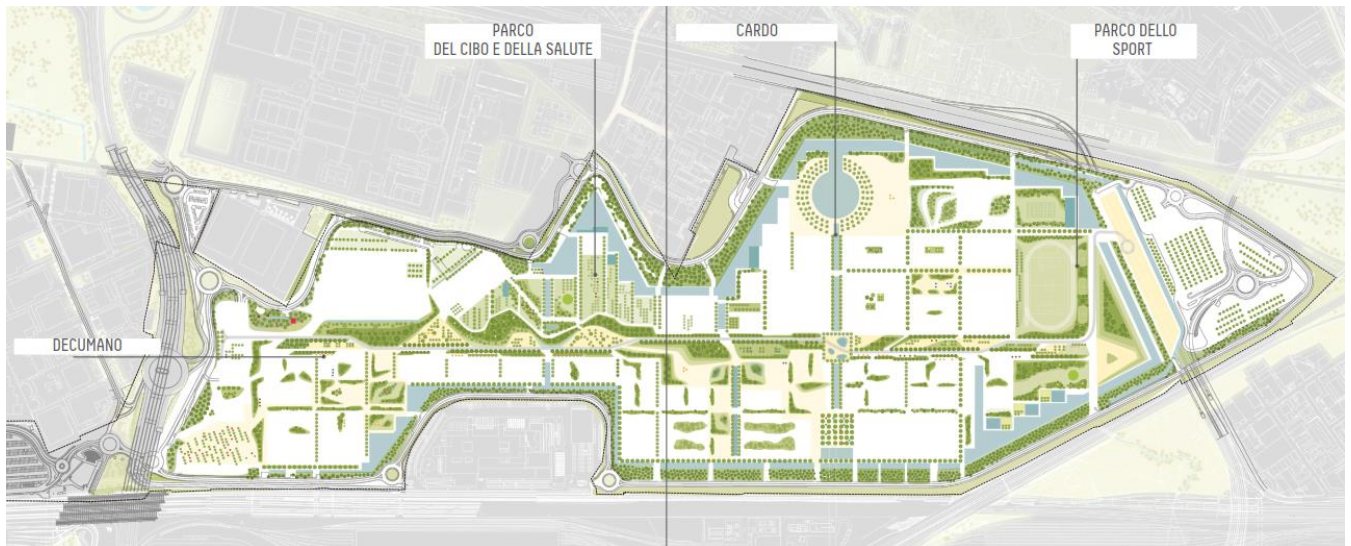 PARCO
DEL CIBO E DELLA SALUTE
CARDO
PARCO DELLO
SPORT
DECUMANO